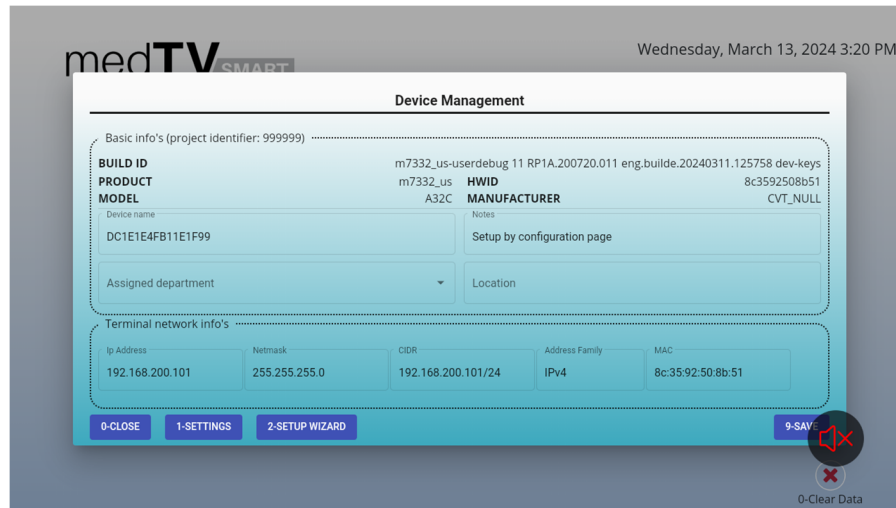 medTV SMART
Wednesday, March 13, 2024 3:20 PM
Device Management
Basic info's (project identifier: 999999)
BUILD ID m7332_us-userdebug 11 RP1A.200720.011 eng.builde.20240311.125758 dev-keys
PRODUCT m7332_us HWID 8c3592508b51
MODEL A32C MANUFACTURER CVT_NULL
Device name Notes
DC1E1E4FB11E1F99 Setup by configuration page
Assigned department Location
Terminal network info's
Ip Address Netmask CIDR Address Family MAC
192.168.200.101 255.255.255.0 192.168.200.101/24 IPv4 8c:35:92:50:8b:51
0-CLOSE 1-SETTINGS 2-SETUP WIZARD 9-SAVE
0-Clear Data